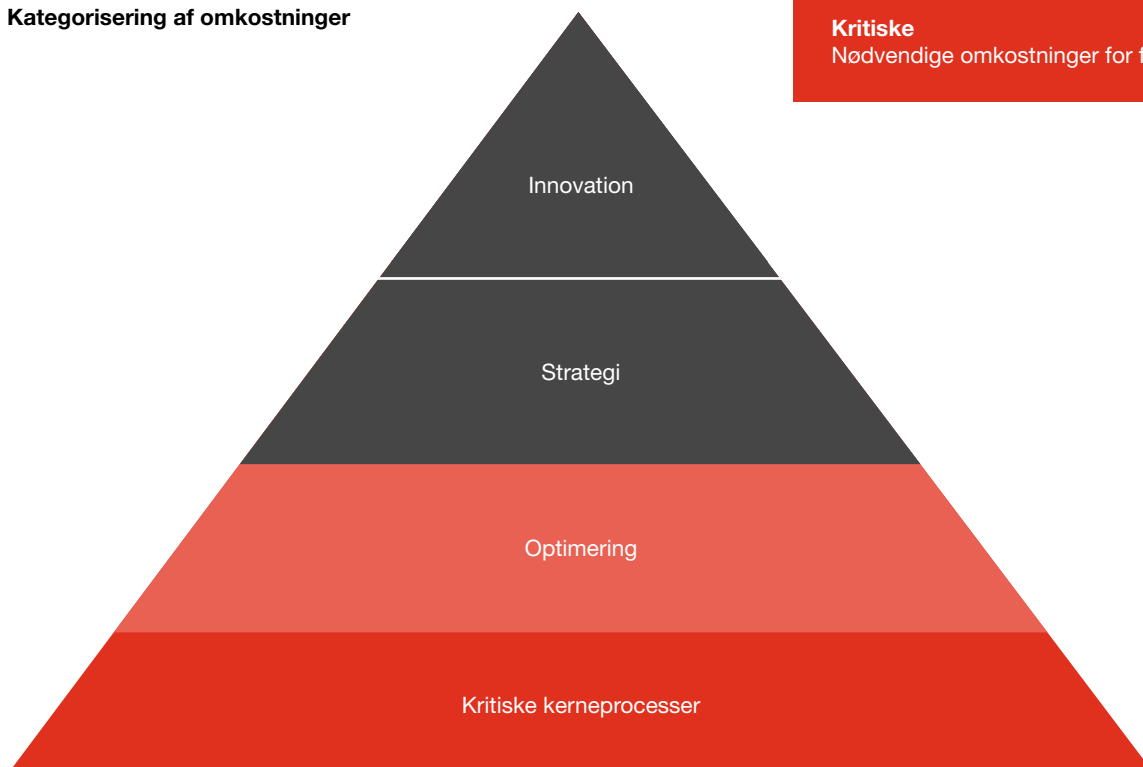 Kategorisering af omkostninger
Kritiske
Nødvendige omkostninger for
Innovation
Strategi
Optimering
Kritiske kerneprocesser